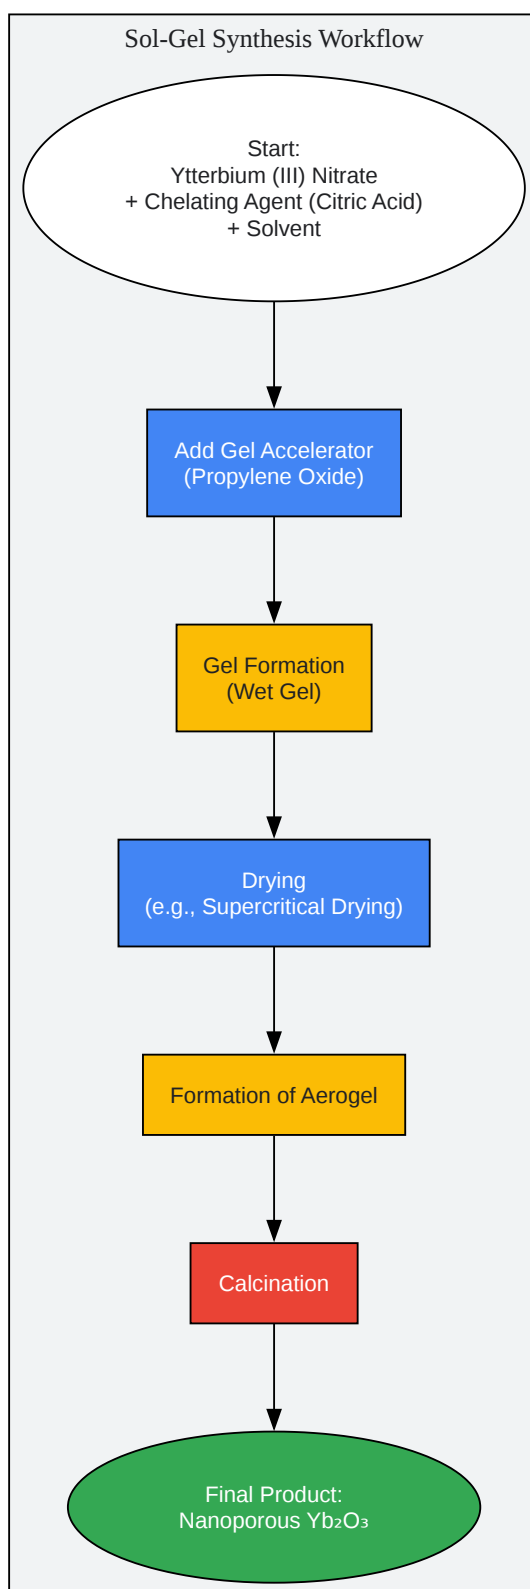 Sol-Gel Synthesis Workflow
Start:
Ytterbium (III) Nitrate
+ Chelating Agent (Citric Acid)
+ Solvent
Add Gel Accelerator
(Propylene Oxide)
Gel Formation
(Wet Gel)
Drying
(e.g., Supercritical Drying)
Formation of Aerogel
Calcination
Final Product:
Nanoporous Yb₂O₃